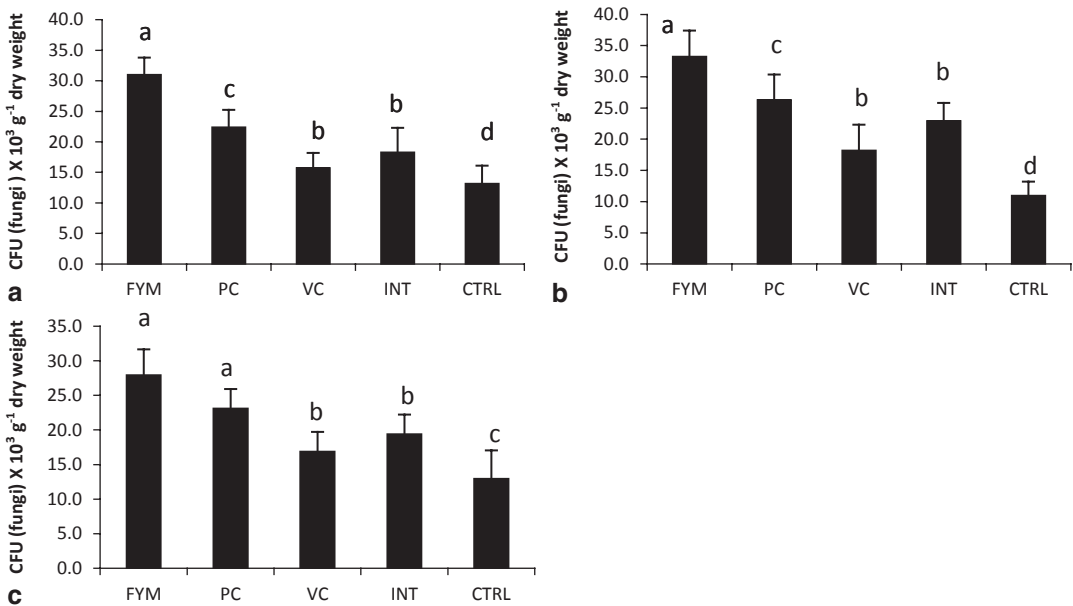 CFU (fungi ) X 10³ g⁻¹ dry weight
40.0
35.0
30.0
25.0
20.0
15.0
10.0
5.0
0.0
a
c
b
b
d
FYM PC VC INT CTRL
a
CFU (fungi) X 10³ g⁻¹ dry weight
40.0
35.0
30.0
25.0
20.0
15.0
10.0
5.0
0.0
a
c
b
b
d
FYM PC VC INT CTRL
b
CFU (fungi) X 10³ g⁻¹ dry weight
35.0
30.0
25.0
20.0
15.0
10.0
5.0
0.0
a
a
b
b
c
FYM PC VC INT CTRL
c